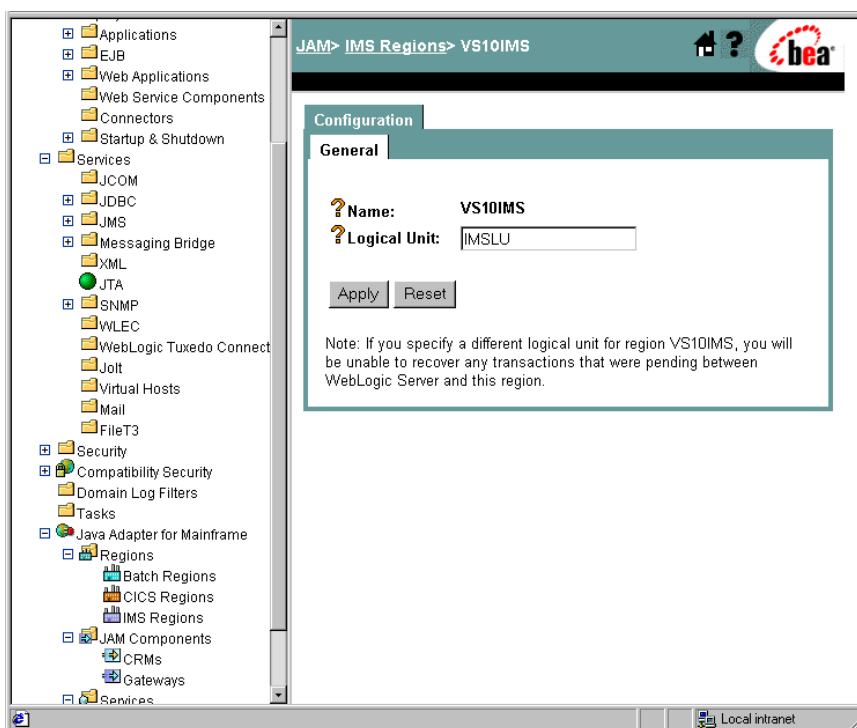 Applications
EJB
Web Applications
Web Service Components
Connectors
Startup & Shutdown
Services
JCOM
JDBC
JMS
Messaging Bridge
XML
JTA
SNMP
WLEC
WebLogic Tuxedo Connect
Jolt
Virtual Hosts
Mail
FileT3
Security
Compatibility Security
Domain Log Filters
Tasks
Java Adapter for Mainframe
Regions
Batch Regions
CICS Regions
IMS Regions
JAM Components
CRMs
Gateways
Services
JAM> IMS Regions> VS10IMS
?
bea
Configuration
General
? Name: VS10IMS
? Logical Unit: IMSLU
Apply Reset
Note: If you specify a different logical unit for region VS10IMS, you will
be unable to recover any transactions that were pending between
WebLogic Server and this region.
Local intranet